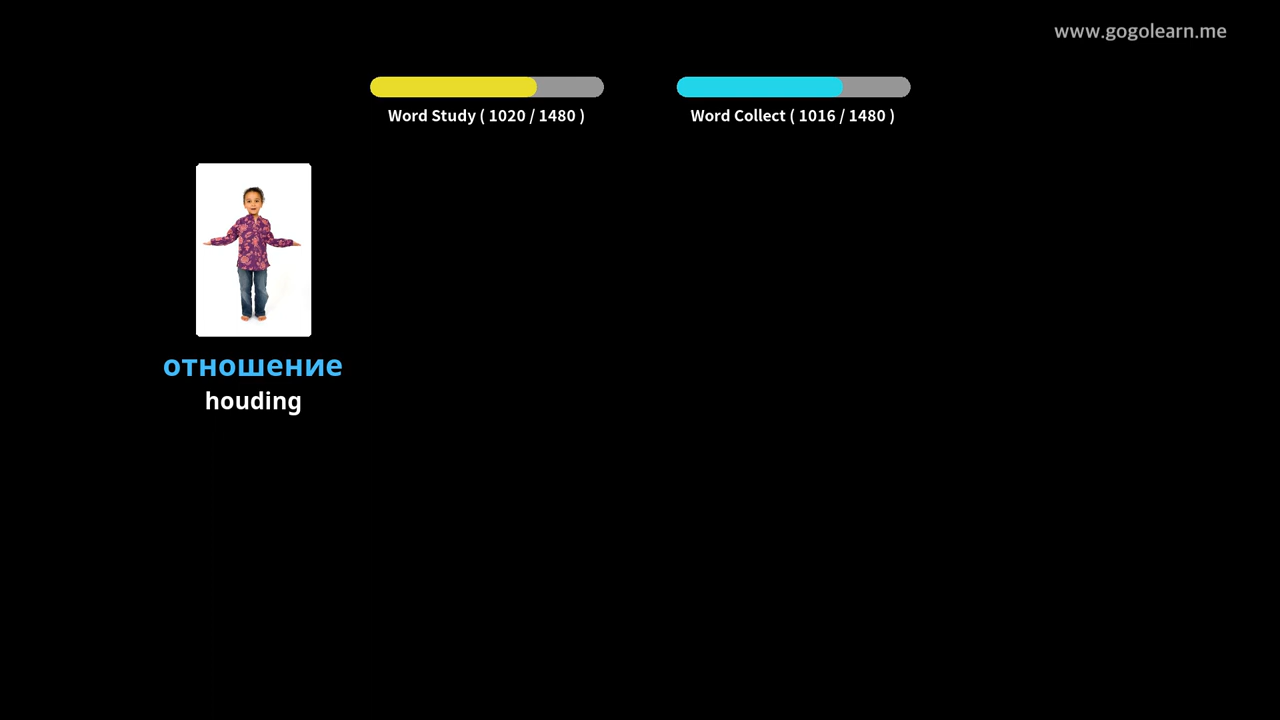 www.gogolearn.me
Word Study ( 1020 / 1480 )
Word Collect ( 1016 / 1480 )
отношение
houding